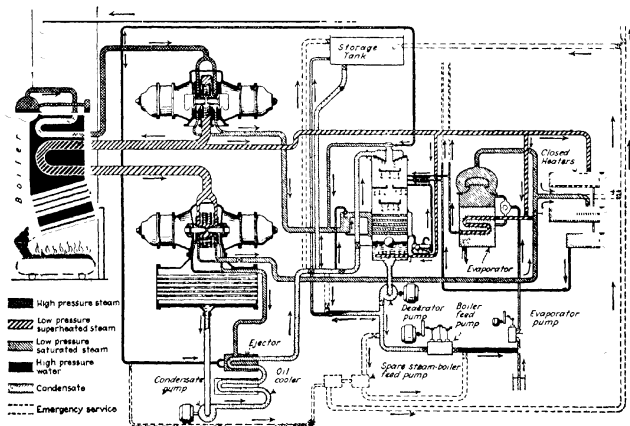 Boiler
Storage
Tank
Closed
Heaters
Evaporator
High pressure steam
Low pressure
superheated steam
Low pressure
saturated steam
High pressure
water
Condensate
Emergency service
Ejector
Oil
cooler
Condensate
pump
Deaerator
pump
Boiler
feed
pump
Spare steam-boiler
feed pump
Evaporator
pump